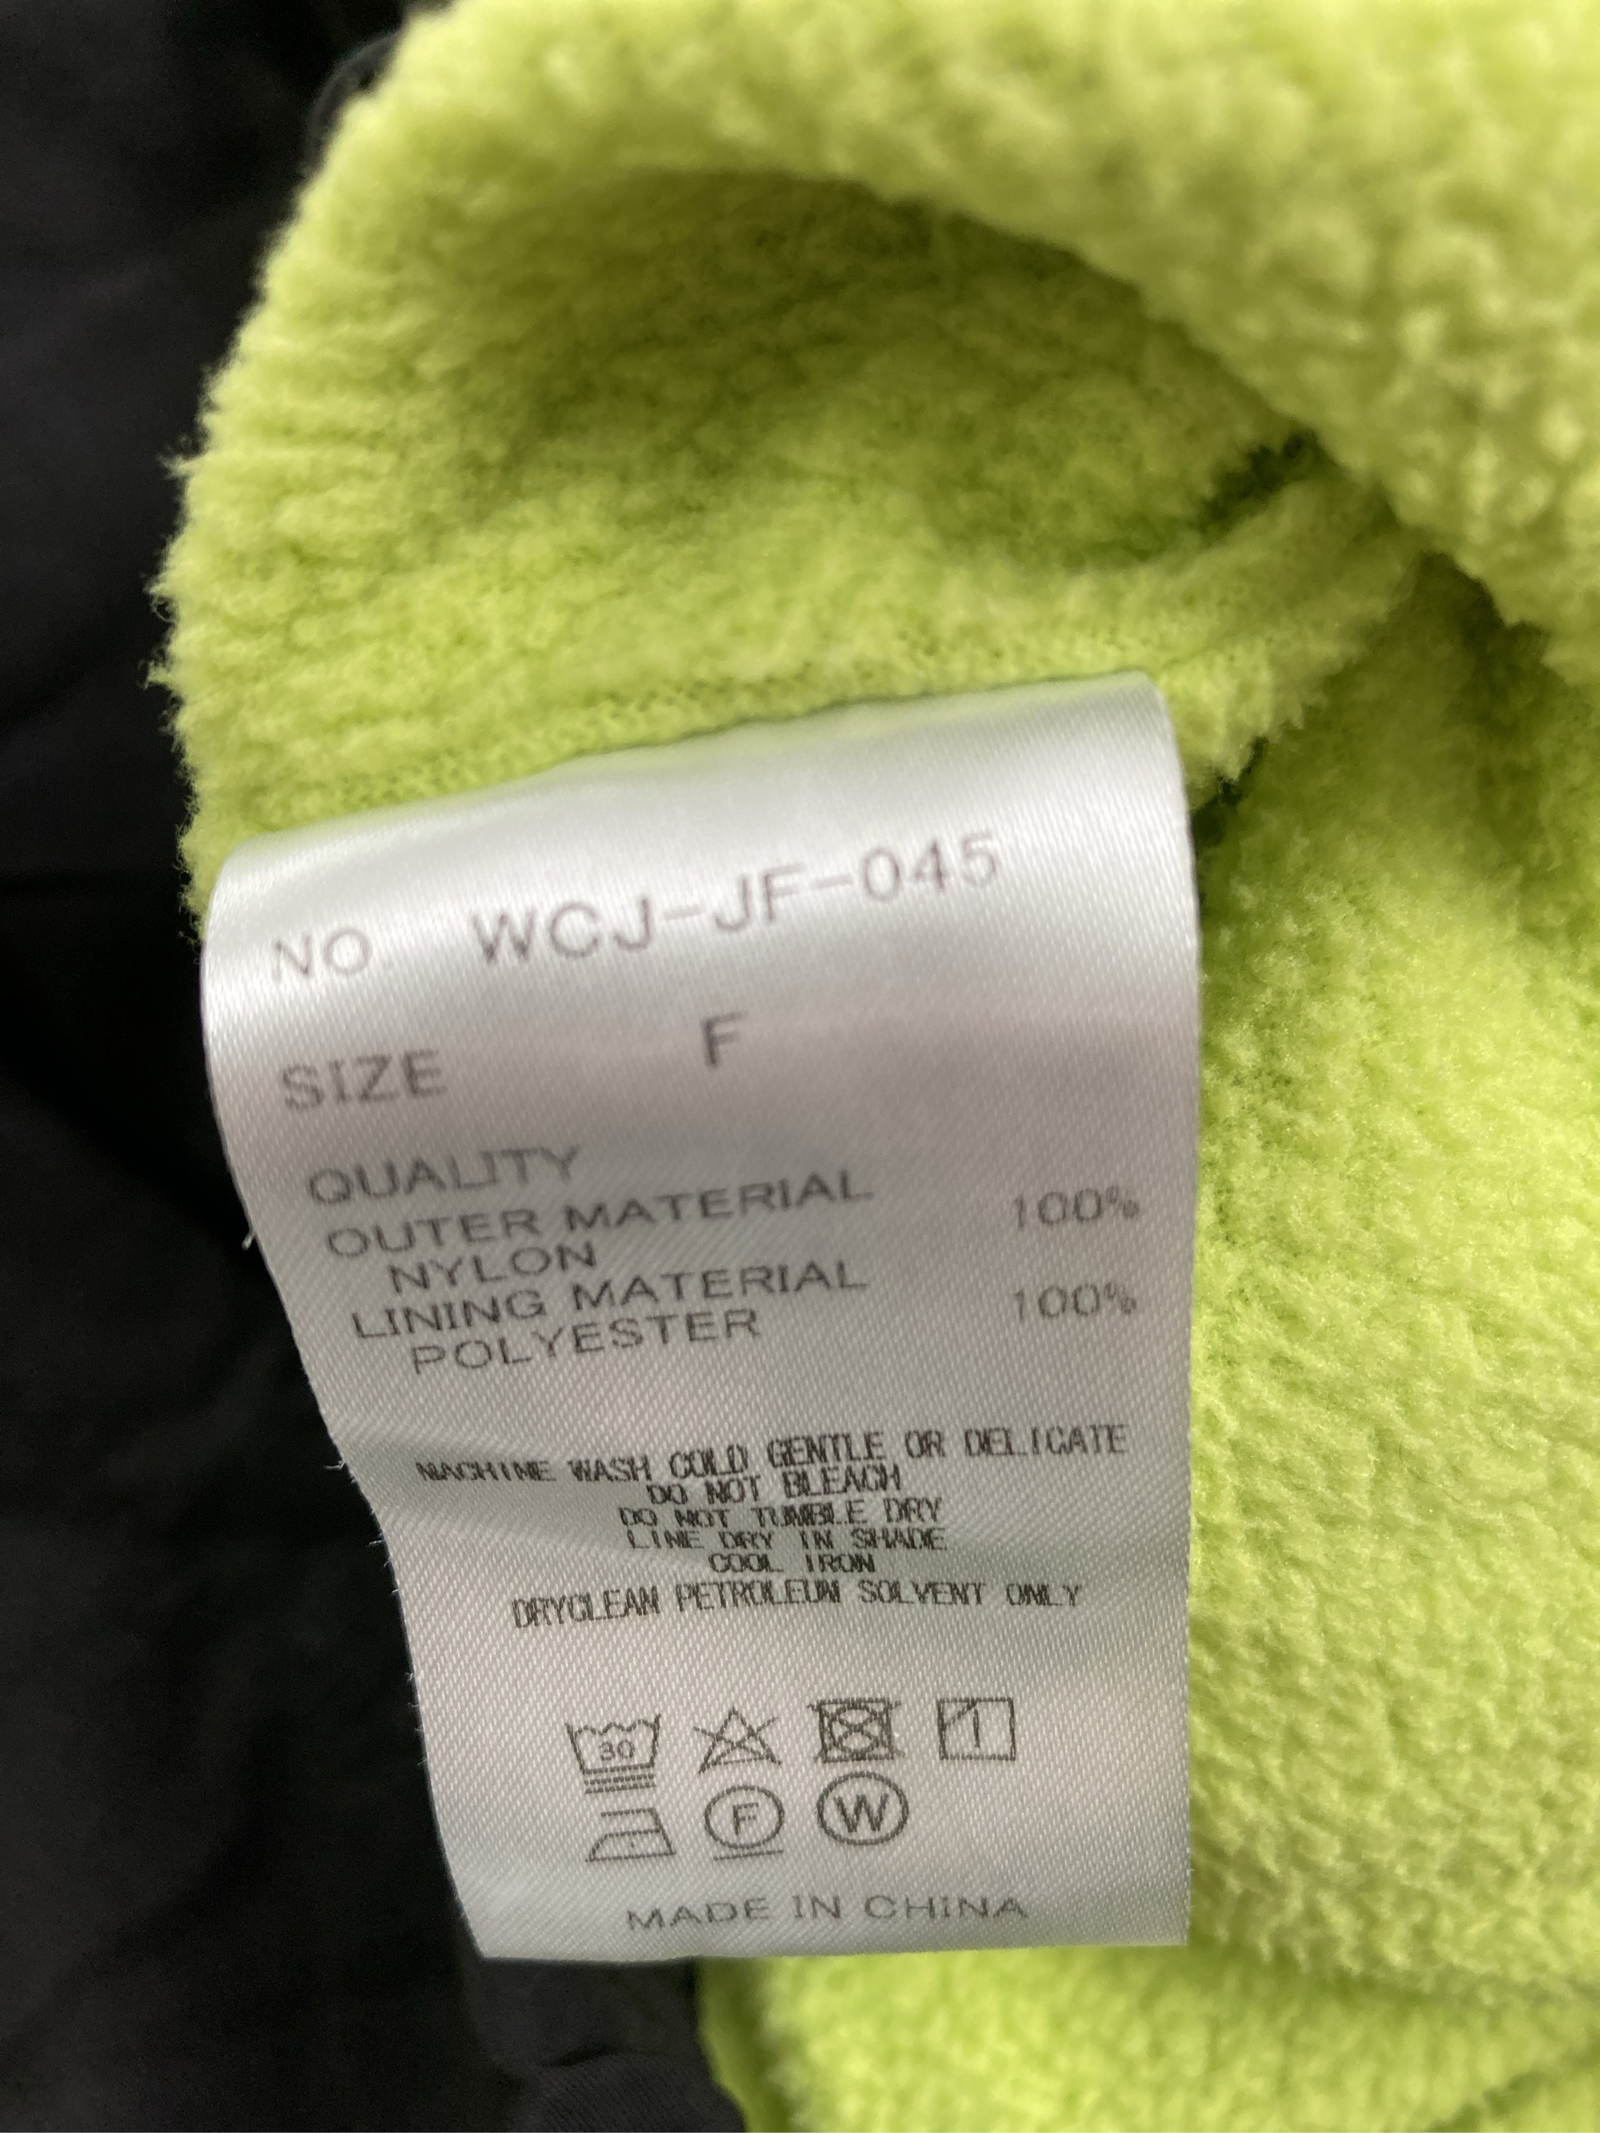 NO. WCJ-JF-045
SIZE F
QUALITY
OUTER MATERIAL
NYLON 100%
LINING MATERIAL
POLYESTER 100%
MACHINE WASH COLD GENTLE OR DELICATE
DO NOT BLEACH
DO NOT TUMBLE DRY
LINE DRY IN SHADE
COOL IRON
DRYCLEAN PETROLEUM SOLVENT ONLY
30 1
F W
MADE IN CHINA